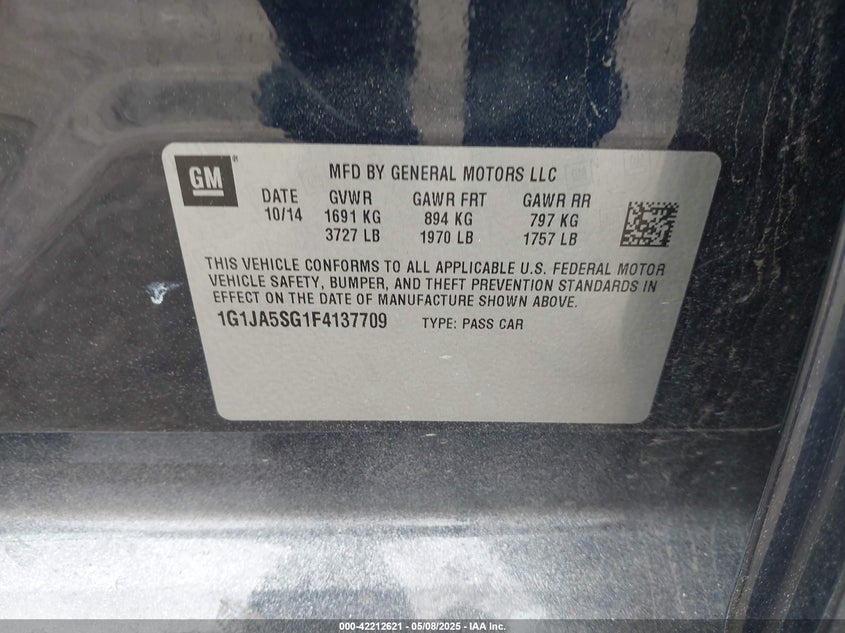 GM
MFD BY GENERAL MOTORS LLC
DATE GVWR GAWR FRT GAWR RR
10/14 1691 KG 894 KG 797 KG
3727 LB 1970 LB 1757 LB
THIS VEHICLE CONFORMS TO ALL APPLICABLE U.S. FEDERAL MOTOR
VEHICLE SAFETY, BUMPER, AND THEFT PREVENTION STANDARDS IN
EFFECT ON THE DATE OF MANUFACTURE SHOWN ABOVE.
1G1JA5SG1F4137709 TYPE: PASS CAR
000-42212621 - 05/08/2025 - IAA Inc.